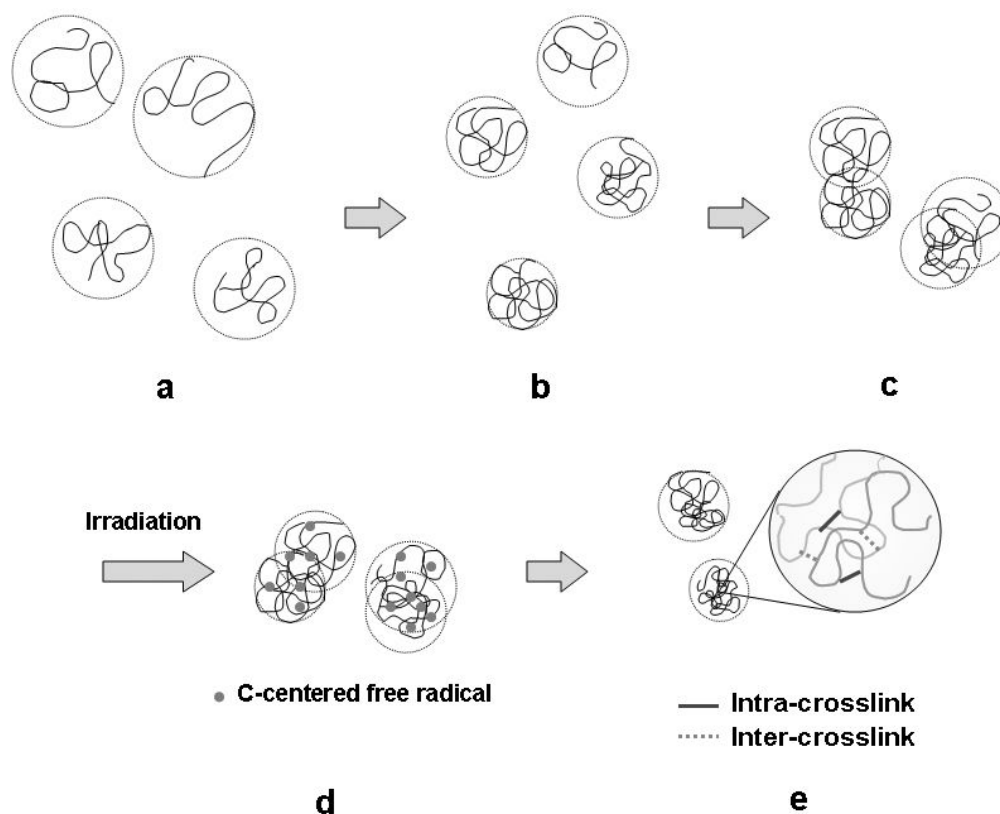 a
b
c
Irradiation
C-centered free radical
Intra-crosslink
Inter-crosslink
d
e